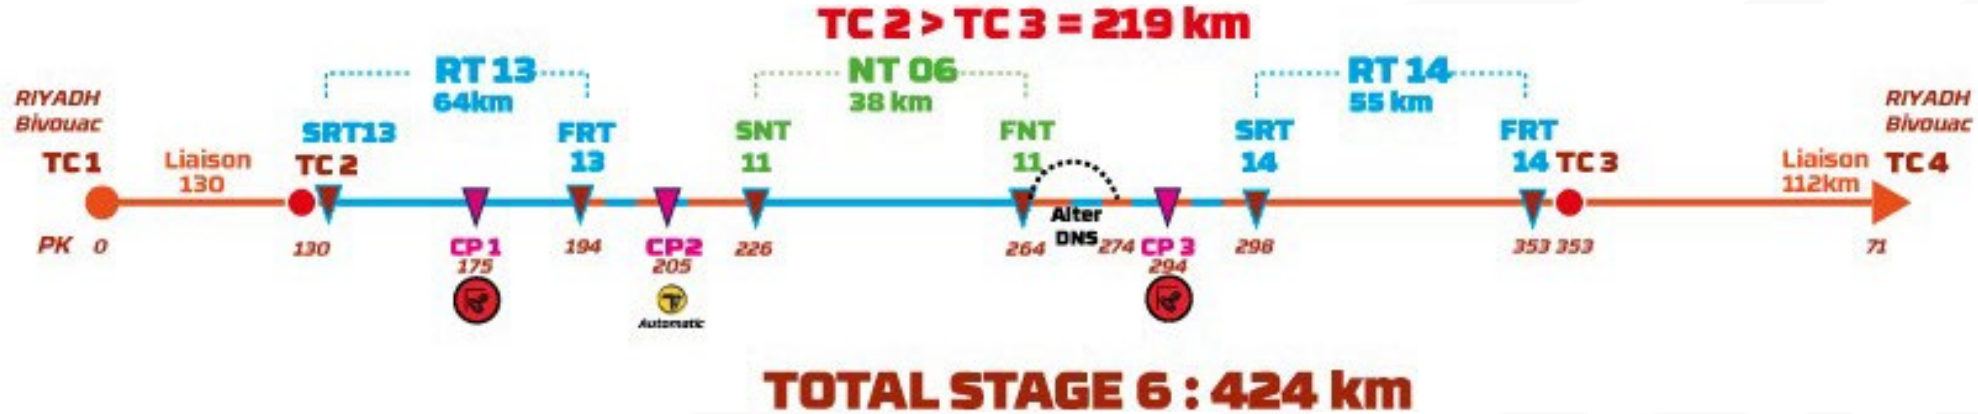 TC 2 > TC 3 = 219 km
RT 13
64km
NT 06
38 km
RT 14
55 km
RIYADH
Bivouac
TC 1
Liaison
130
SRT13
TC 2
FRT
13
SNT
11
FNT
11
SRT
14
FRT
14
TC 3
Liaison
112km
RIYADH
Bivouac
TC 4
Alter
DNS
PK 0
130
CP 1
175
194
CP2
205
226
264
274
CP 3
294
298
353 353
71
Automatic
TOTAL STAGE 6 : 424 km